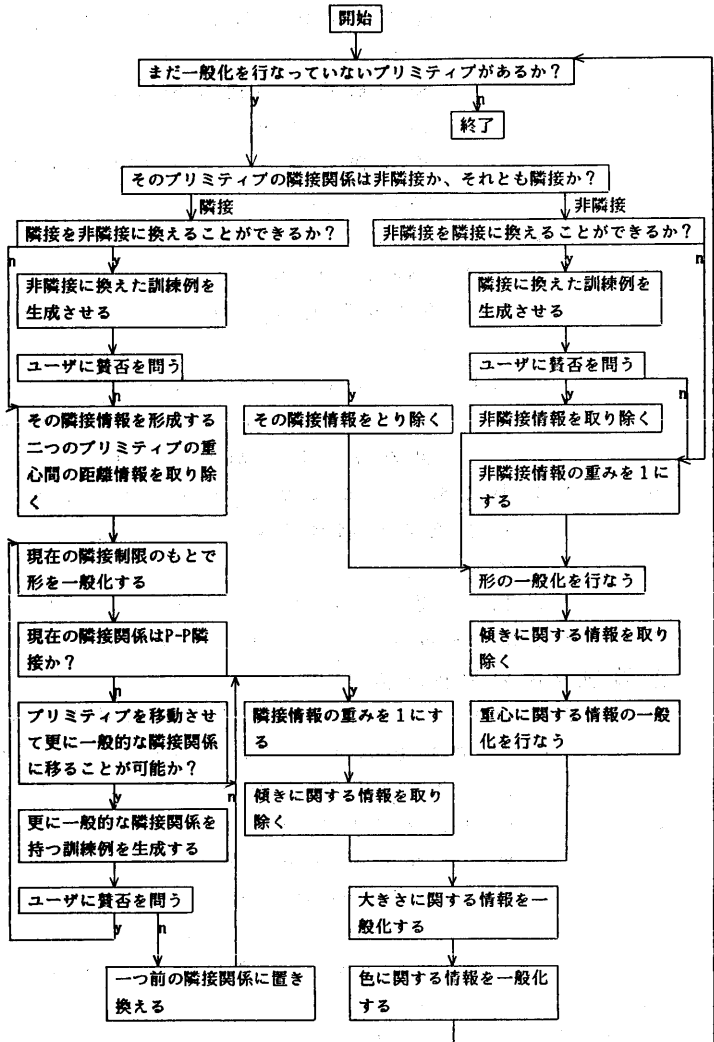 開始
まだ一般化を行なっていないプリミティブがあるか？
y
n
終了
そのプリミティブの隣接関係は非隣接か、それとも隣接か？
隣接
非隣接
隣接を非隣接に換えることができるか？
非隣接を隣接に換えることができるか？
n
y
y
n
非隣接に換えた訓練例を
生成させる
隣接に換えた訓練例を
生成させる
ユーザに賛否を問う
ユーザに賛否を問う
n
y
y
n
その隣接情報を形成する
二つのプリミティブの重
心間の距離情報を取り除
く
その隣接情報をとり除く
非隣接情報を取り除く
非隣接情報の重みを1に
する
現在の隣接制限のもとで
形を一般化する
形の一般化を行なう
現在の隣接関係はP-P隣
接か？
傾きに関する情報を取り
除く
n
y
プリミティブを移動させ
て更に一般的な隣接関係
に移ることが可能か？
隣接情報の重みを1にす
る
重心に関する情報の一般
化を行なう
y
n
傾きに関する情報を取り
除く
更に一般的な隣接関係を
持つ訓練例を生成する
ユーザに賛否を問う
y
n
大きさに関する情報を一
般化する
一つ前の隣接関係に置き
換える
色に関する情報を一般化
する